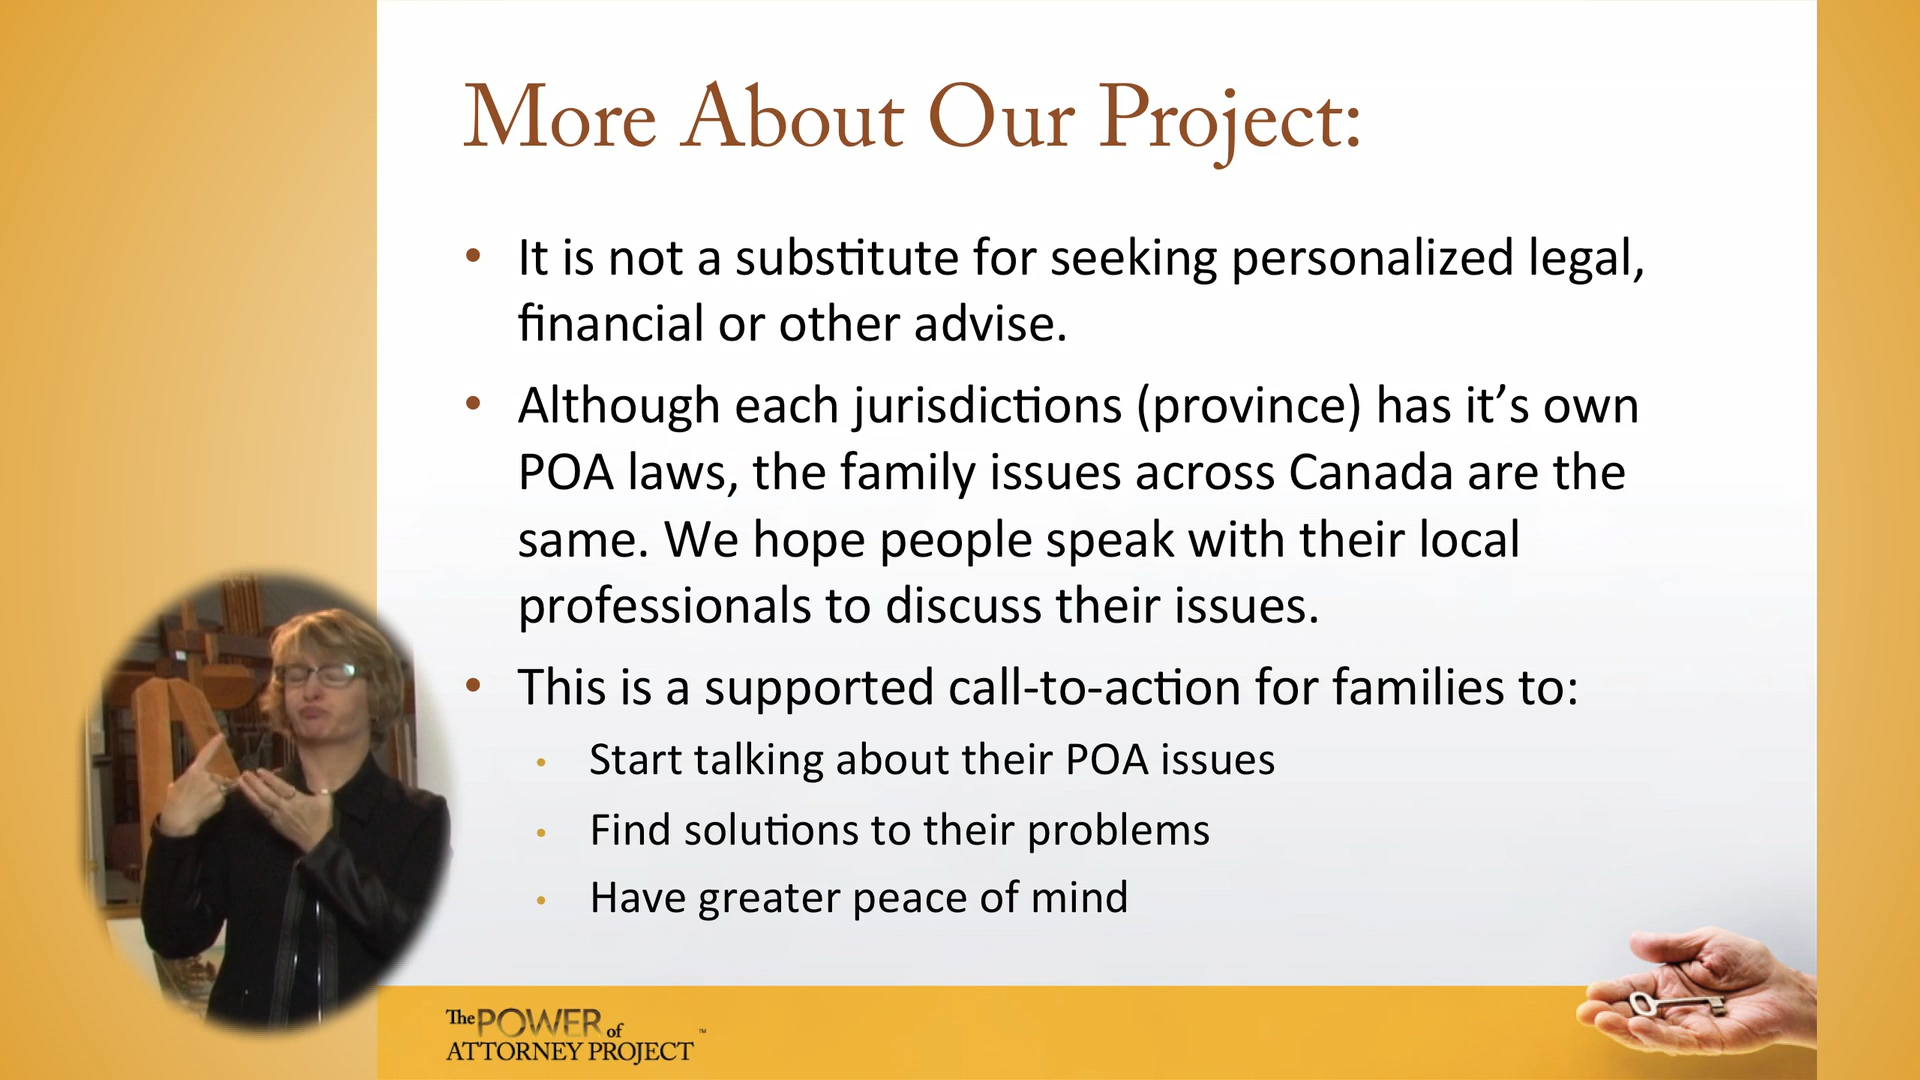 More About Our Project:
• It is not a substitute for seeking personalized legal,
financial or other advise.
• Although each jurisdictions (province) has it’s own
POA laws, the family issues across Canada are the
same. We hope people speak with their local
professionals to discuss their issues.
• This is a supported call-to-action for families to:
• Start talking about their POA issues
• Find solutions to their problems
• Have greater peace of mind
The POWER of
ATTORNEY PROJECT ™